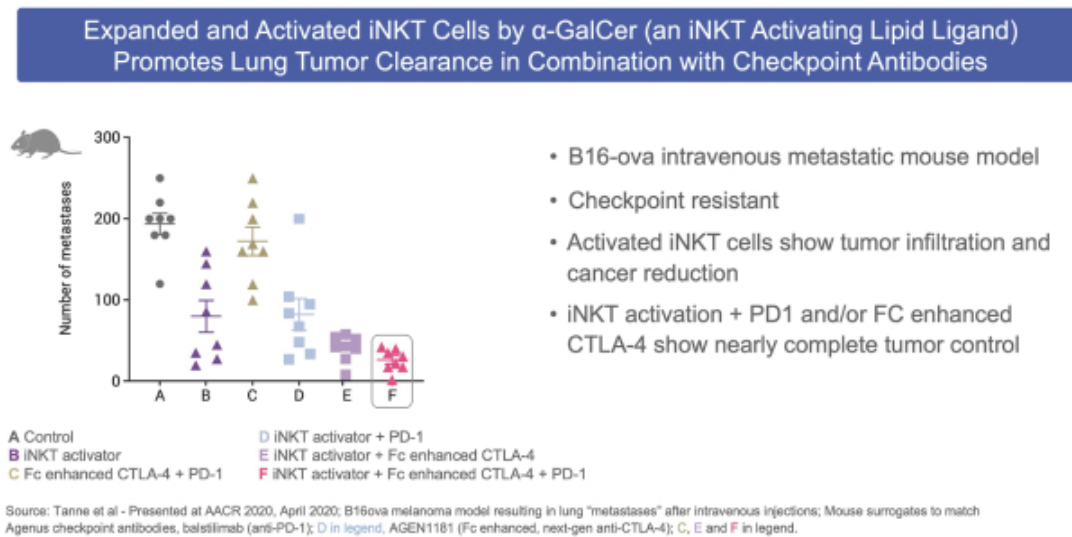 Expanded and Activated iNKT Cells by α-GalCer (an iNKT Activating Lipid Ligand)
Promotes Lung Tumor Clearance in Combination with Checkpoint Antibodies
Number of metastases
300
200
100
0
A B C D E F
A Control
B iNKT activator
C Fc enhanced CTLA-4 + PD-1
D iNKT activator + PD-1
E iNKT activator + Fc enhanced CTLA-4
F iNKT activator + Fc enhanced CTLA-4 + PD-1
• B16-ova intravenous metastatic mouse model
• Checkpoint resistant
• Activated iNKT cells show tumor infiltration and
cancer reduction
• iNKT activation + PD1 and/or FC enhanced
CTLA-4 show nearly complete tumor control
Source: Tanne et al - Presented at AACR 2020, April 2020; B16ova melanoma model resulting in lung "metastases" after intravenous injections; Mouse surrogates to match
Agenus checkpoint antibodies, balstilimab (anti-PD-1); D in legend, AGEN1181 (Fc enhanced, next-gen anti-CTLA-4); C, E and F in legend.